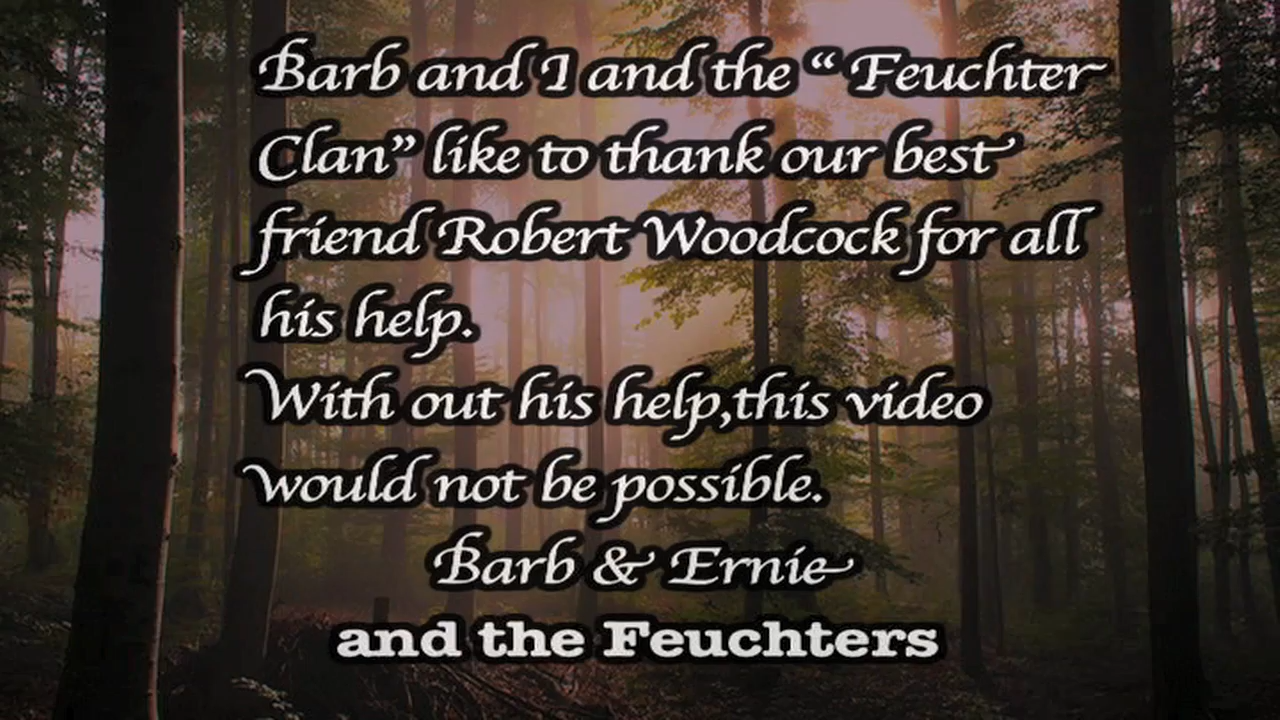 Barb and I and the “ Feuchter
Clan” like to thank our best
friend Robert Woodcock for all
his help.
With out his help,this video
would not be possible.
Barb & Ernie
and the Feuchters